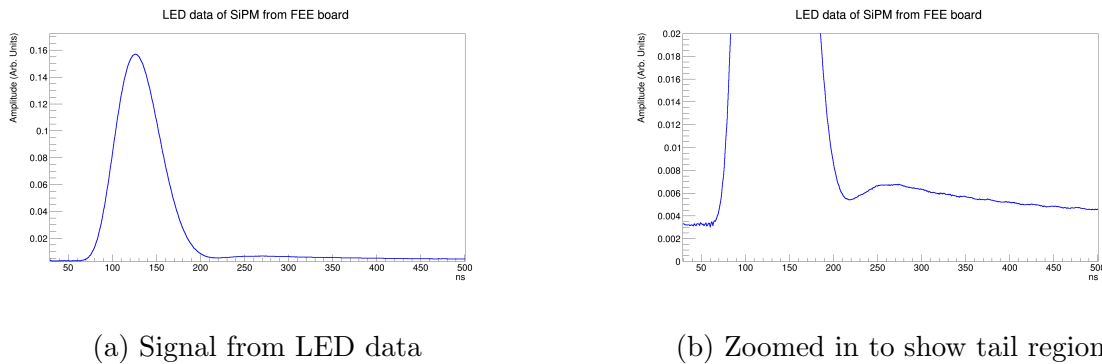 LED data of SiPM from FEE board
Amplitude (Arb. Units)
0.16
0.14
0.12
0.1
0.08
0.06
0.04
0.02
50 100 150 200 250 300 350 400 450 500
ns
(a) Signal from LED data
LED data of SiPM from FEE board
Amplitude (Arb. Units)
0.02
0.018
0.016
0.014
0.012
0.01
0.008
0.006
0.004
0.002
0
50 100 150 200 250 300 350 400 450 500
ns
(b) Zoomed in to show tail region